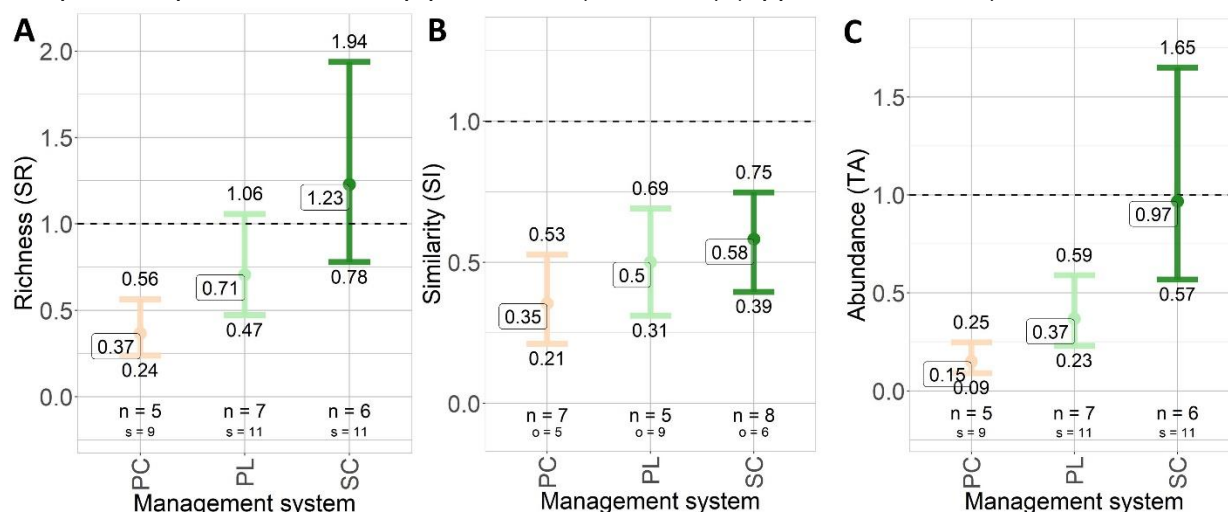 A
Richness (SR)
2.0
1.5
1.0
0.5
0.0
1.94
1.23
0.78
1.06
0.71
0.47
0.56
0.37
0.24
n = 5
s = 9
n = 7
s = 11
n = 6
s = 11
PC
PL
SC
Management system
B
Similarity (SI)
1.0
0.5
0.0
0.53
0.35
0.21
0.69
0.5
0.31
0.75
0.58
0.39
n = 7
o = 5
n = 5
o = 9
n = 8
o = 6
PC
PL
SC
Management system
C
Abundance (TA)
1.5
1.0
0.5
0.0
1.65
0.97
0.57
0.59
0.37
0.23
0.25
0.15
0.09
n = 5
s = 9
n = 7
s = 11
n = 6
s = 11
PC
PL
SC
Management system